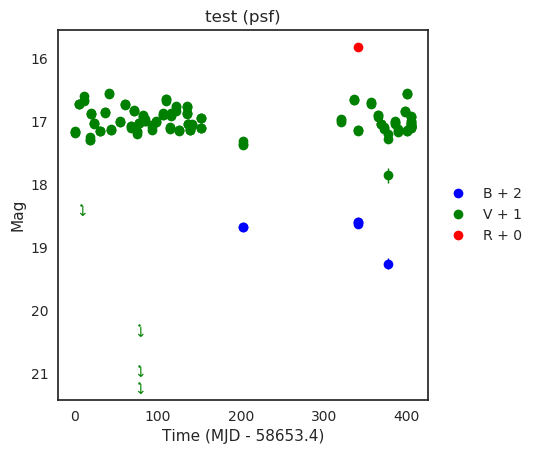 test (psf)
Mag
16
17
18
19
20
21
0
100
200
300
400
Time (MJD - 58653.4)
B + 2
V + 1
R + 0